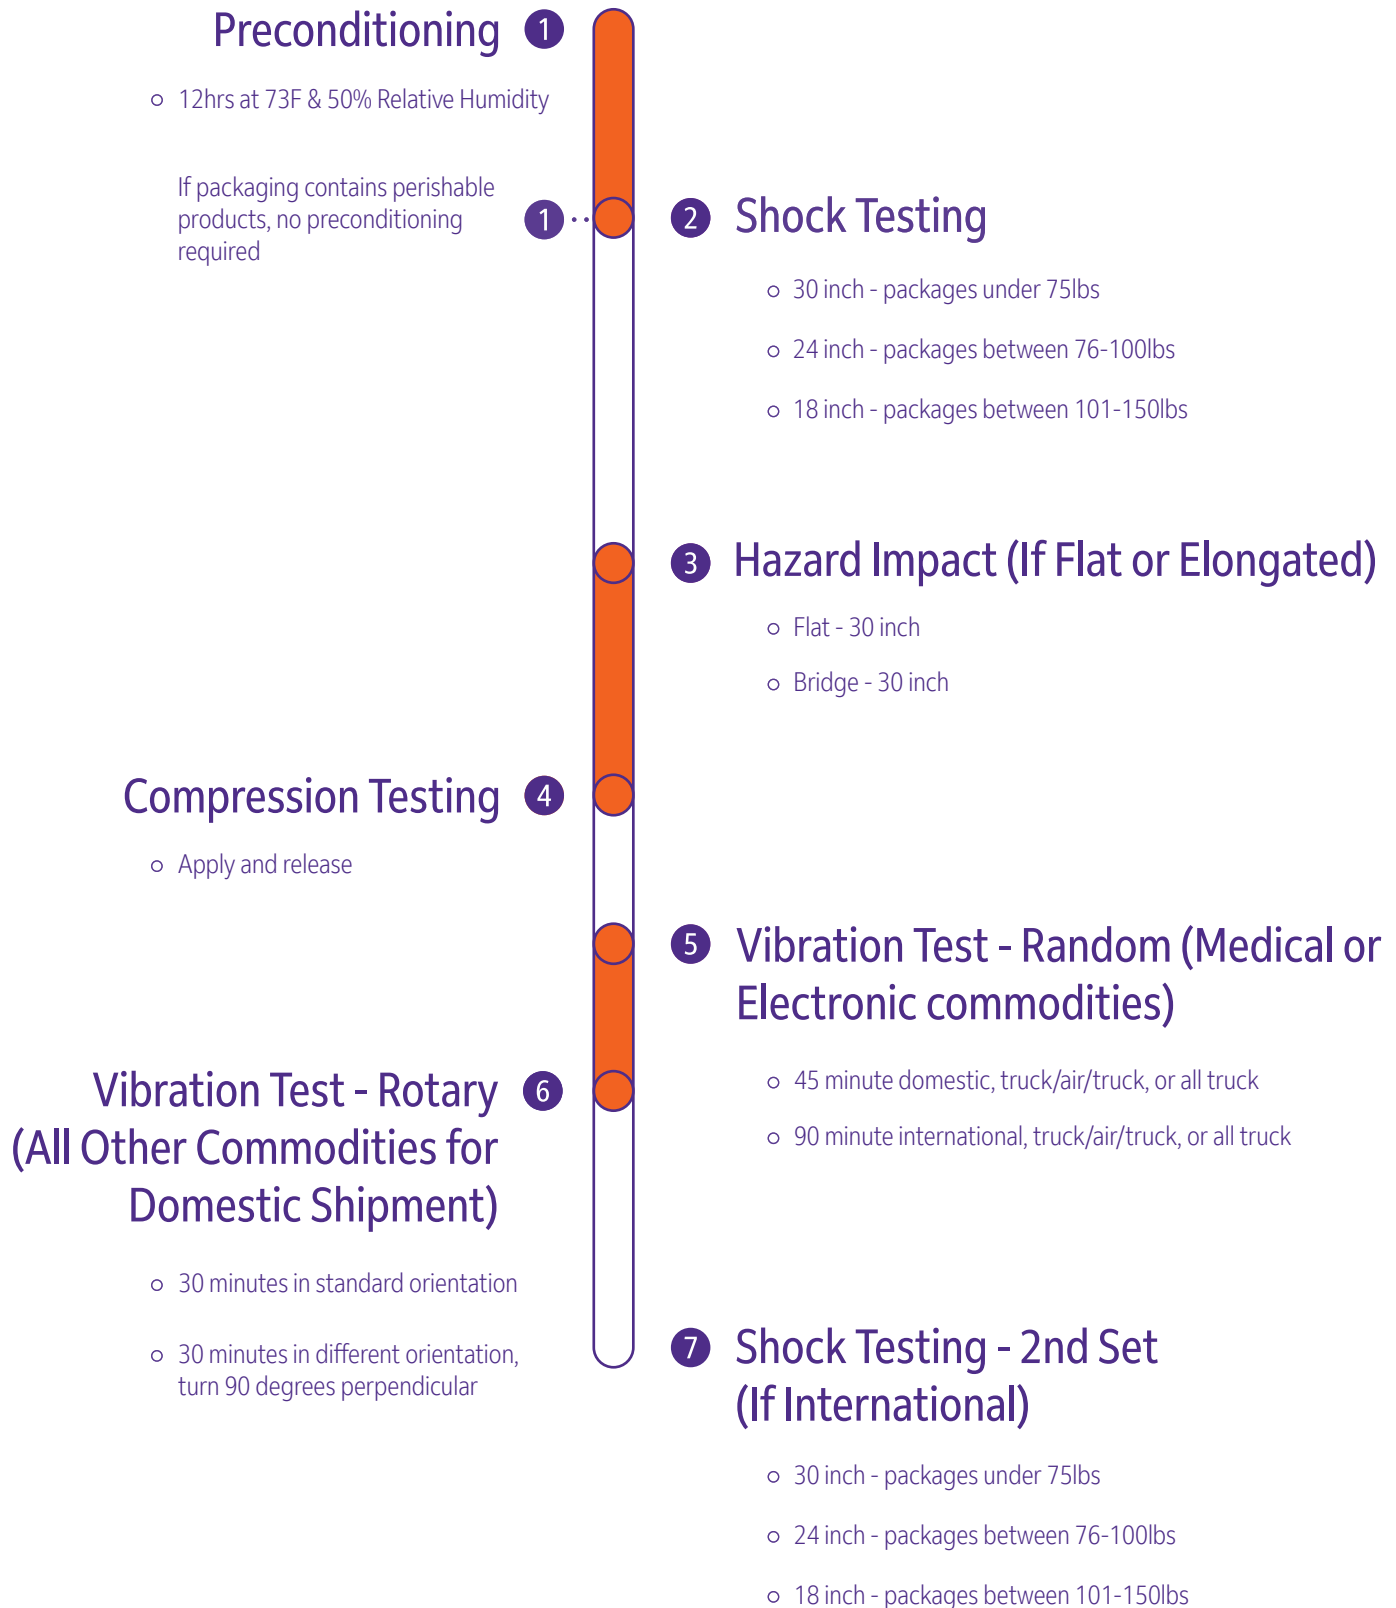 Preconditioning 1
12hrs at 73F & 50% Relative Humidity
If packaging contains perishable
products, no preconditioning
required
1
2 Shock Testing
30 inch - packages under 75lbs
24 inch - packages between 76-100lbs
18 inch - packages between 101-150lbs
3 Hazard Impact (If Flat or Elongated)
Flat - 30 inch
Bridge - 30 inch
Compression Testing 4
Apply and release
5 Vibration Test - Random (Medical or
Electronic commodities)
45 minute domestic, truck/air/truck, or all truck
90 minute international, truck/air/truck, or all truck
Vibration Test - Rotary 6
(All Other Commodities for
Domestic Shipment)
30 minutes in standard orientation
30 minutes in different orientation,
turn 90 degrees perpendicular
7 Shock Testing - 2nd Set
(If International)
30 inch - packages under 75lbs
24 inch - packages between 76-100lbs
18 inch - packages between 101-150lbs